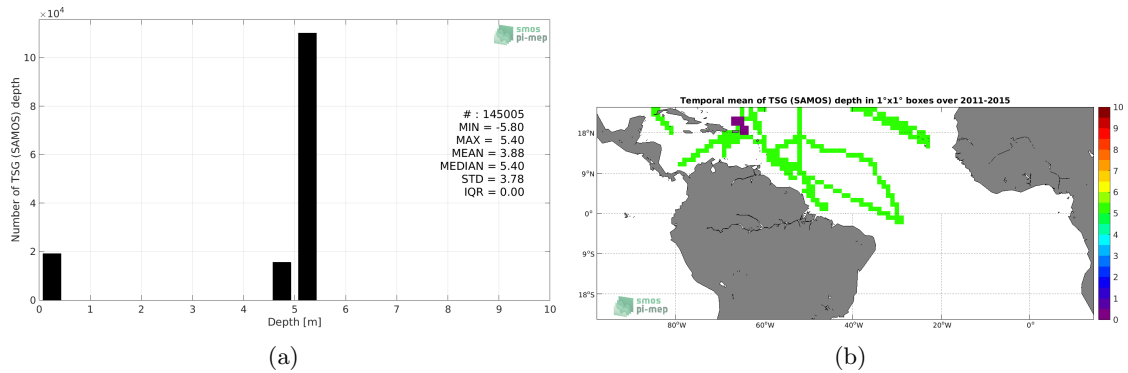 ×10⁴
10
8
6
4
2
0
Number of TSG (SAMOS) depth
smos
pi-mep
# : 145005
MIN = -5.80
MAX = 5.40
MEAN = 3.88
MEDIAN = 5.40
STD = 3.78
IQR = 0.00
0 1 2 3 4 5 6 7 8 9 10
Depth [m]
(a)
Temporal mean of TSG (SAMOS) depth in 1°x1° boxes over 2011-2015
18°N
9°N
0°
9°S
18°S
smos
pi-mep
80°W 60°W 40°W 20°W 0°
10
9
8
7
6
5
4
3
2
1
0
(b)